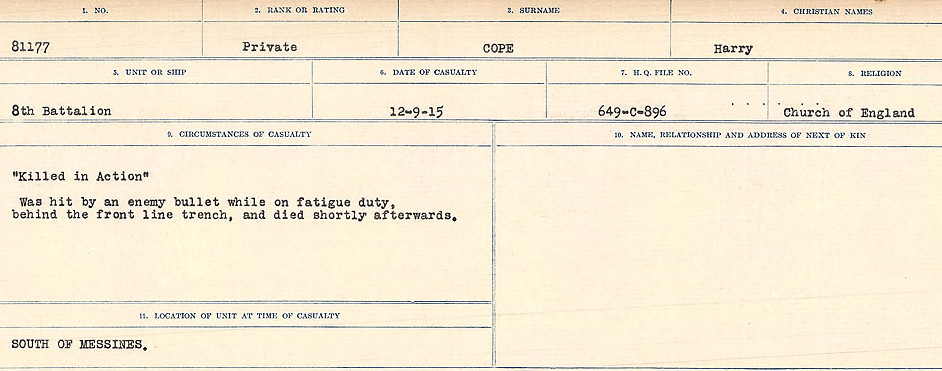 1. NO. 2. RANK OR RATING 3. SURNAME 4. CHRISTIAN NAMES
81177 Private COPE Harry
5. UNIT OR SHIP 6. DATE OF CASUALTY 7. H.Q. FILE NO. 8. RELIGION
8th Battalion 12-9-15 649-C-896 . . . . . . Church of England
9. CIRCUMSTANCES OF CASUALTY 10. NAME, RELATIONSHIP AND ADDRESS OF NEXT OF KIN
"Killed in Action"
Was hit by an enemy bullet while on fatigue duty,
behind the front line trench, and died shortly afterwards.
11. LOCATION OF UNIT AT TIME OF CASUALTY
SOUTH OF MESSINES.